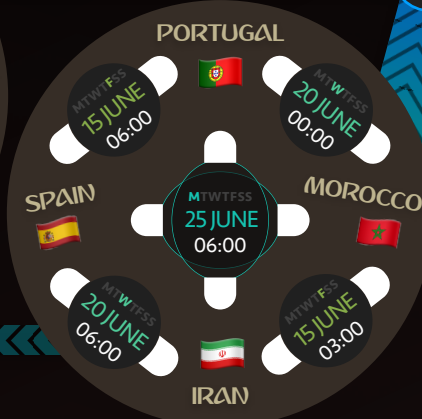 PORTUGAL
MTWTFSS
15 JUNE
06:00
MTWTFSS
20 JUNE
00:00
SPAIN
MOROCCO
MTWTFSS
25 JUNE
06:00
MTWTFSS
20 JUNE
06:00
MTWTFSS
15 JUNE
03:00
IRAN